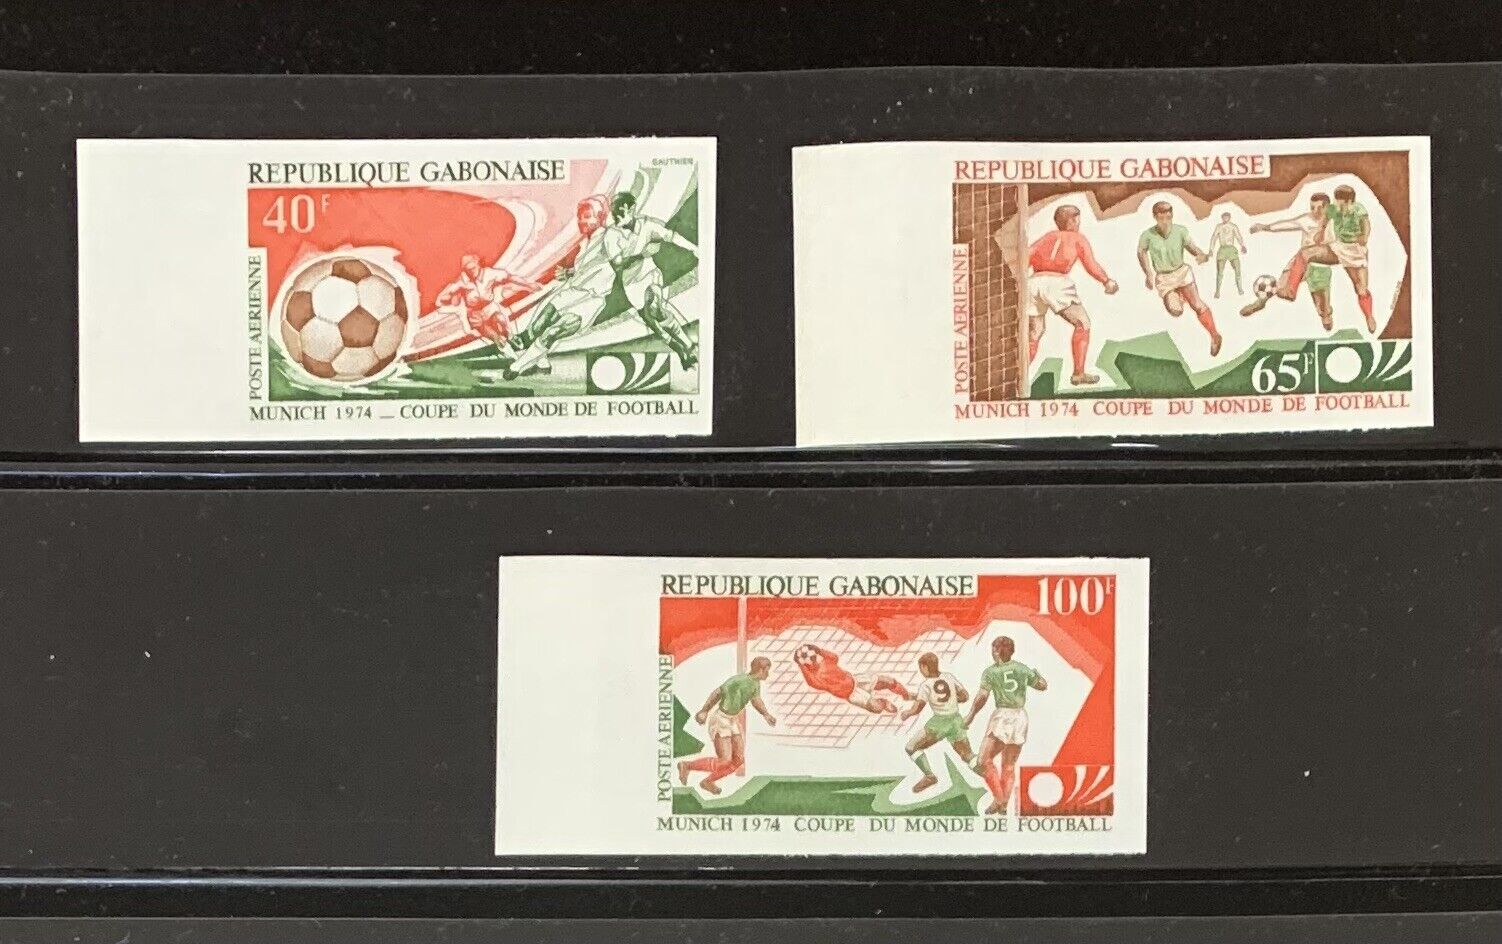 REPUBLIQUE GABONAISE
GAUTHIER
40F
POSTE AERIENNE
MUNICH 1974 _ COUPE DU MONDE DE FOOTBALL
REPUBLIQUE GABONAISE
1
POSTE AERIENNE
65F
MUNICH 1974 COUPE DU MONDE DE FOOTBALL
REPUBLIQUE GABONAISE
100F
POSTE AERIENNE
9
5
MUNICH 1974 COUPE DU MONDE DE FOOTBALL